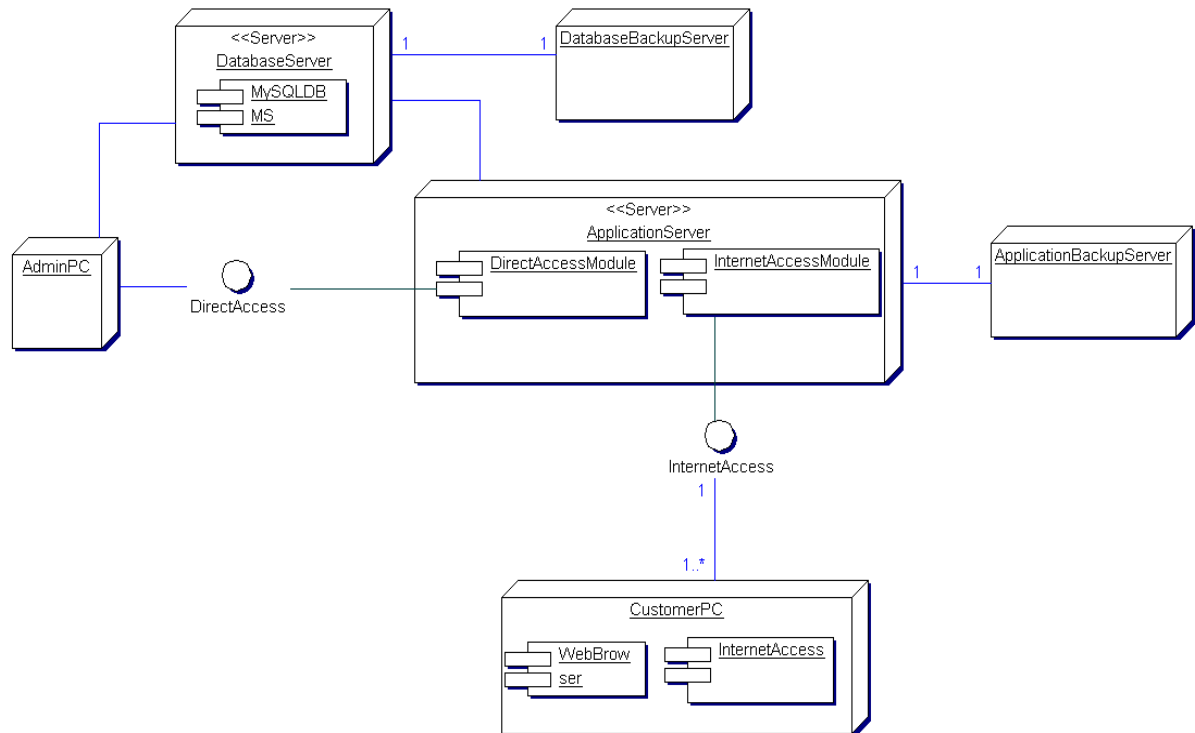 <<Server>>
DatabaseServer
MySQLDB
MS
1
1
DatabaseBackupServer
<<Server>>
ApplicationServer
DirectAccessModule
InternetAccessModule
AdminPC
DirectAccess
1
1
ApplicationBackupServer
InternetAccess
1
1..*
CustomerPC
WebBrow
ser
InternetAccess